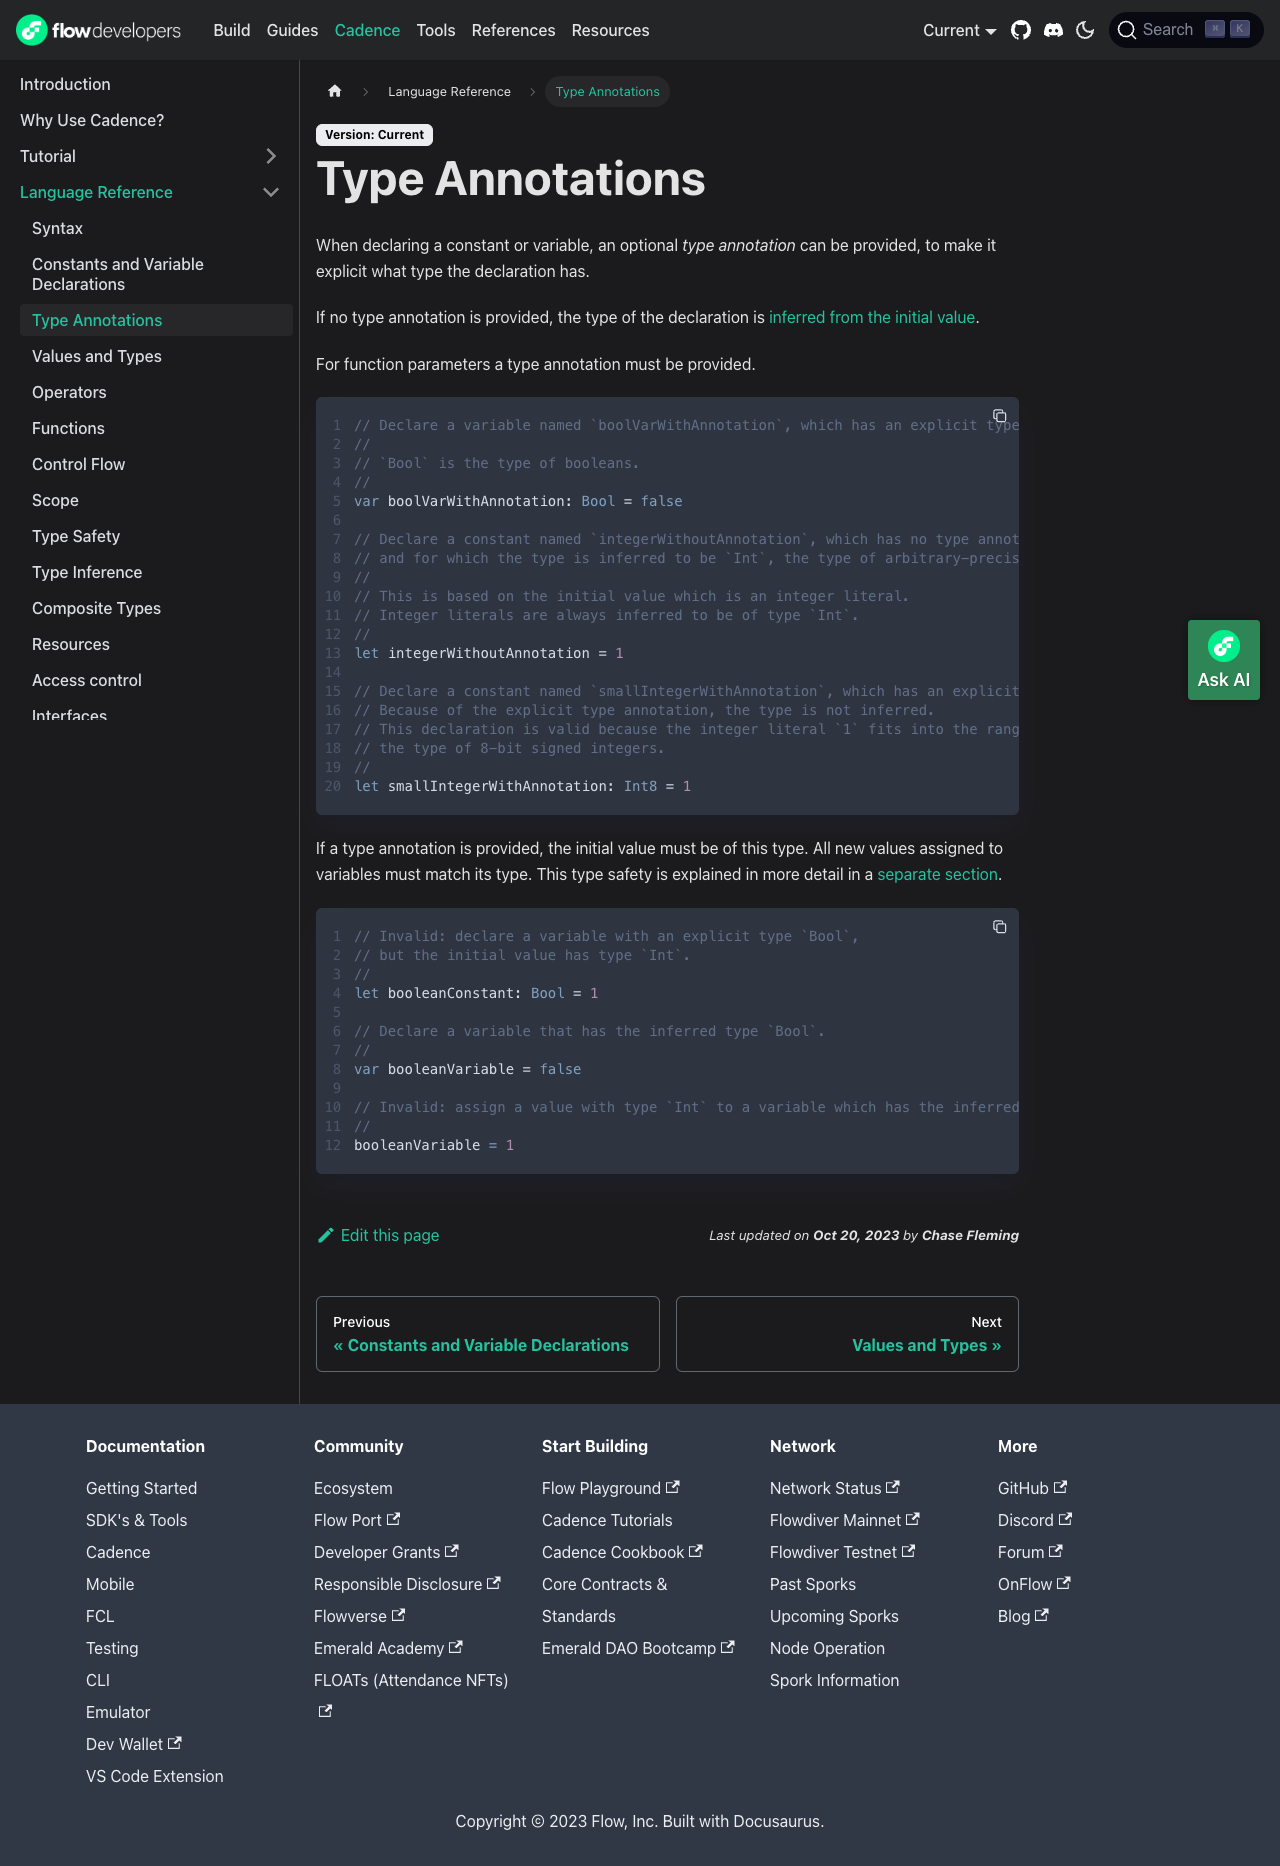 flowdevelopers
Build Guides Cadence Tools References Resources
Current
Search ⌘ K
Introduction
Why Use Cadence?
Tutorial
Language Reference
Syntax
Constants and Variable
Declarations
Type Annotations
Values and Types
Operators
Functions
Control Flow
Scope
Type Safety
Type Inference
Composite Types
Resources
Access control
Interfaces
Language Reference
Type Annotations
Version: Current
Type Annotations
When declaring a constant or variable, an optional type annotation can be provided, to make it
explicit what type the declaration has.
If no type annotation is provided, the type of the declaration is inferred from the initial value.
For function parameters a type annotation must be provided.
1 // Declare a variable named `boolVarWithAnnotation`, which has an explicit type
2 //
3 // `Bool` is the type of booleans.
4 //
5 var boolVarWithAnnotation: Bool = false
6
7 // Declare a constant named `integerWithoutAnnotation`, which has no type annot
8 // and for which the type is inferred to be `Int`, the type of arbitrary-precis
9 //
10 // This is based on the initial value which is an integer literal.
11 // Integer literals are always inferred to be of type `Int`.
12 //
13 let integerWithoutAnnotation = 1
14
15 // Declare a constant named `smallIntegerWithAnnotation`, which has an explicit
16 // Because of the explicit type annotation, the type is not inferred.
17 // This declaration is valid because the integer literal `1` fits into the rang
18 // the type of 8-bit signed integers.
19 //
20 let smallIntegerWithAnnotation: Int8 = 1
If a type annotation is provided, the initial value must be of this type. All new values assigned to
variables must match its type. This type safety is explained in more detail in a separate section.
1 // Invalid: declare a variable with an explicit type `Bool`,
2 // but the initial value has type `Int`.
3 //
4 let booleanConstant: Bool = 1
5
6 // Declare a variable that has the inferred type `Bool`.
7 //
8 var booleanVariable = false
9
10 // Invalid: assign a value with type `Int` to a variable which has the inferred
11 //
12 booleanVariable = 1
Edit this page
Last updated on Oct 20, 2023 by Chase Fleming
Previous
« Constants and Variable Declarations
Next
Values and Types »
Ask AI
Documentation
Getting Started
SDK's & Tools
Cadence
Mobile
FCL
Testing
CLI
Emulator
Dev Wallet
VS Code Extension
Community
Ecosystem
Flow Port
Developer Grants
Responsible Disclosure
Flowverse
Emerald Academy
FLOATs (Attendance NFTs)
Start Building
Flow Playground
Cadence Tutorials
Cadence Cookbook
Core Contracts &
Standards
Emerald DAO Bootcamp
Network
Network Status
Flowdiver Mainnet
Flowdiver Testnet
Past Sporks
Upcoming Sporks
Node Operation
Spork Information
More
GitHub
Discord
Forum
OnFlow
Blog
Copyright © 2023 Flow, Inc. Built with Docusaurus.